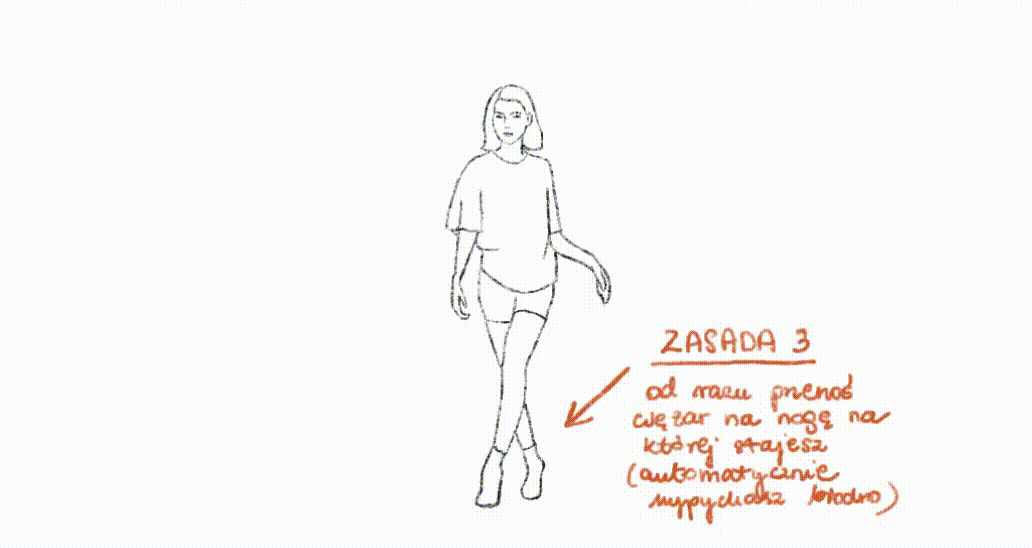 ZASADA 3
od razu przenoś
ciężar na nogę na
której stajesz
(automatycznie
wypychasz biodro)